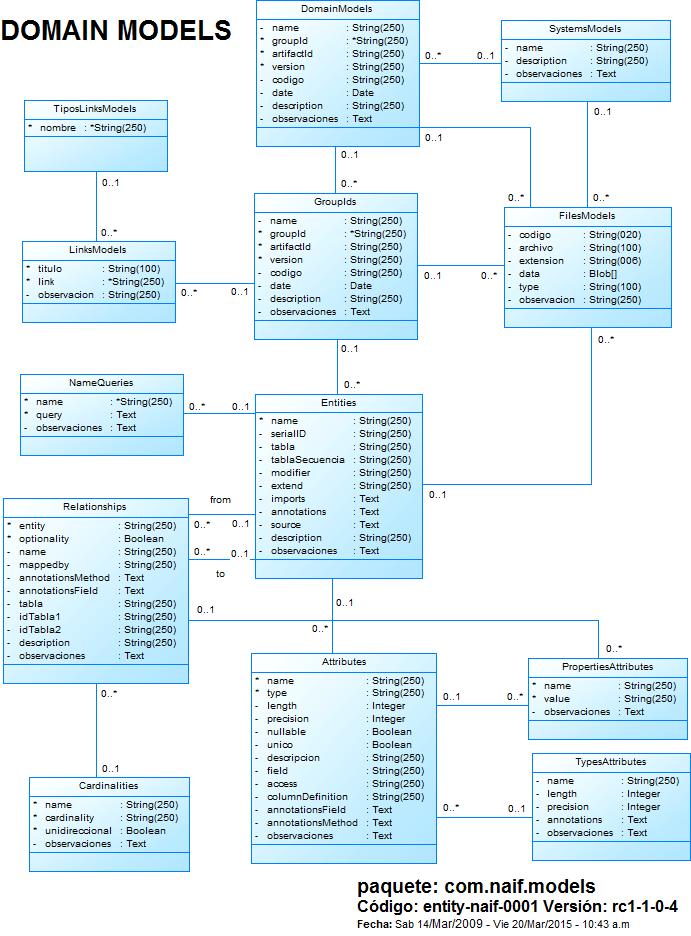 DOMAIN MODELS
DomainModels
- name : String(250)
- groupId : *String(250)
* artifactId : String(250)
* version : String(250)
- codigo : String(250)
- date : Date
- description : String(250)
- observaciones : Text
0..* 0..1
SystemsModels
- name : String(250)
- description : String(250)
- observaciones : Text
0..1
0..*
0..1
0..*
0..1
0..*
TiposLinksModels
* nombre : *String(250)
0..1
0..*
LinksModels
* titulo : String(100)
* link : *String(250)
- observacion : String(250)
0..* 0..1
GroupIds
- name : String(250)
* groupId : *String(250)
* artifactId : String(250)
* version : String(250)
- codigo : String(250)
- date : Date
- description : String(250)
- observaciones : Text
0..1 0..*
FilesModels
- codigo : String(020)
- archivo : String(100)
- extension : String(006)
- data : Blob[]
- type : String(100)
- observacion : String(250)
0..*
0..1
0..1
0..*
NameQueries
* name : *String(250)
* query : Text
- observaciones : Text
0..* 0..1
Entities
* name : String(250)
- serialID : String(250)
- tabla : String(250)
- tablaSecuencia : String(250)
- modifier : String(250)
- extend : String(250)
- imports : Text
- annotations : Text
- source : Text
- description : String(250)
- observaciones : Text
from
0..* 0..1
0..* 0..1
to
Relationships
* entity : String(250)
* optionality : Boolean
- name : String(250)
- mappedby : String(250)
- annotationsMethod : Text
- annotationsField : Text
- tabla : String(250)
- idTabla1 : String(250)
- idTabla2 : String(250)
- description : String(250)
- observaciones : Text
0..1
0..*
0..1
0..*
0..*
0..1
Attributes
* name : String(250)
* type : String(250)
- length : Integer
- precision : Integer
- nullable : Boolean
- unico : Boolean
- descripcion : String(250)
- field : String(250)
- access : String(250)
- columnDefinition : String(250)
- annotationsField : Text
- annotationsMethod : Text
- observaciones : Text
0..1 0..*
PropertiesAttributes
* name : String(250)
* value : String(250)
- observaciones : Text
0..* 0..1
TypesAttributes
- name : String(250)
- length : Integer
- precision : Integer
- annotations : Text
- observaciones : Text
Cardinalities
* name : String(250)
* cardinality : String(250)
* unidireccional : Boolean
- observaciones : Text
paquete: com.naif.models
Código: entity-naif-0001 Versión: rc1-1-0-4
Fecha: Sab 14/Mar/2009 - Vie 20/Mar/2015 - 10:43 a.m